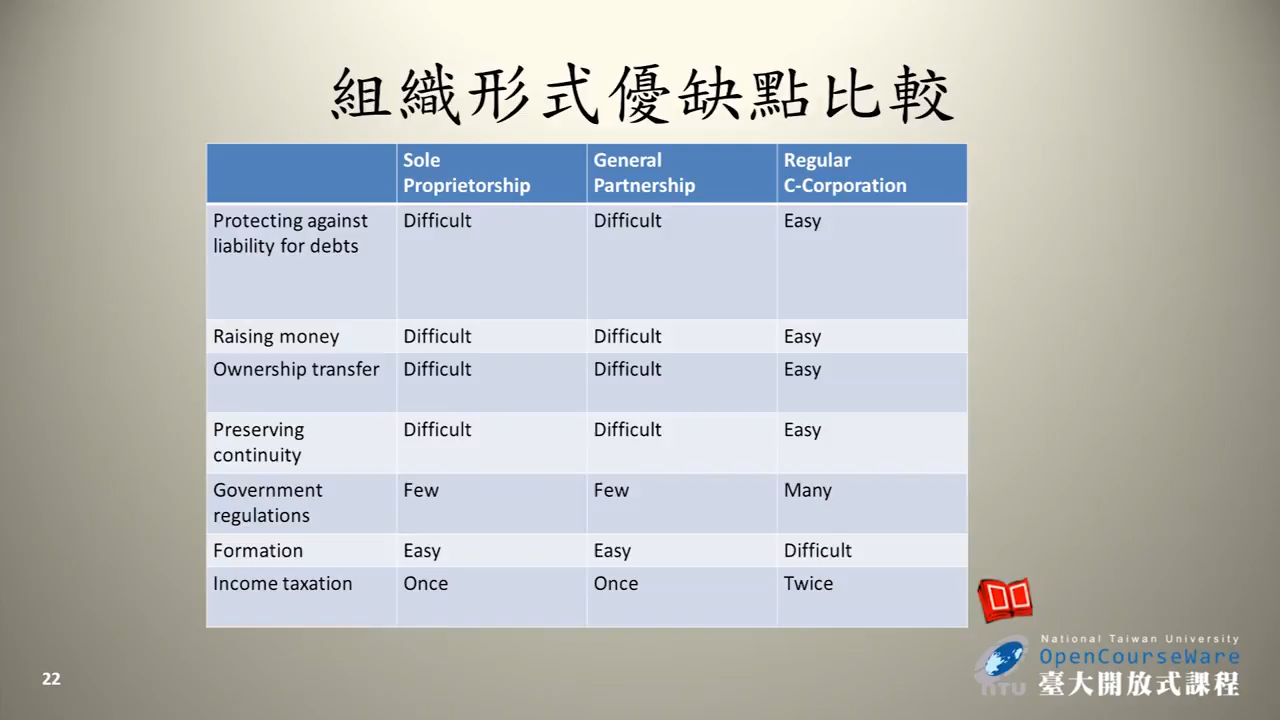 組織形式優缺點比較
Sole Proprietorship
General Partnership
Regular C-Corporation
Protecting against liability for debts
Difficult
Difficult
Easy
Raising money
Difficult
Difficult
Easy
Ownership transfer
Difficult
Difficult
Easy
Preserving continuity
Difficult
Difficult
Easy
Government regulations
Few
Few
Many
Formation
Easy
Easy
Difficult
Income taxation
Once
Once
Twice
National Taiwan University
OpenCourseWare
NTU
臺大開放式課程
22